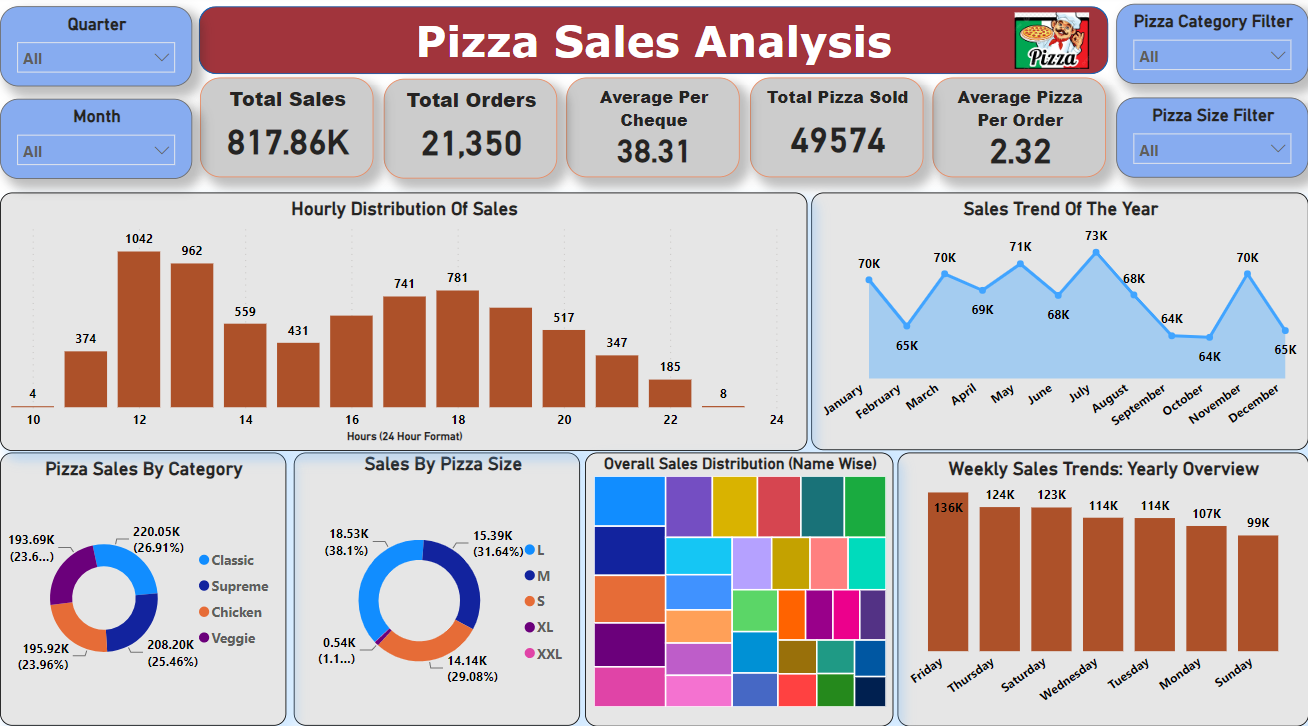 Quarter
All
Month
All
Pizza Sales Analysis
Pizza
Pizza Category Filter
All
Pizza Size Filter
All
Total Sales
817.86K
Total Orders
21,350
Average Per
Cheque
38.31
Total Pizza Sold
49574
Average Pizza
Per Order
2.32
Hourly Distribution Of Sales
4
374
1042
962
559
431
741
781
517
347
185
8
10
12
14
16
18
20
22
24
Hours (24 Hour Format)
Sales Trend Of The Year
70K
65K
70K
69K
71K
68K
73K
68K
64K
64K
70K
65K
January
February
March
April
May
June
July
August
September
October
November
December
Pizza Sales By Category
193.69K
(23.6...)
220.05K
(26.91%)
195.92K
(23.96%)
208.20K
(25.46%)
Classic
Supreme
Chicken
Veggie
Sales By Pizza Size
18.53K
(38.1%)
15.39K
(31.64%)
0.54K
(1.1...)
14.14K
(29.08%)
L
M
S
XL
XXL
Overall Sales Distribution (Name Wise)
Weekly Sales Trends: Yearly Overview
136K
124K
123K
114K
114K
107K
99K
Friday
Thursday
Saturday
Wednesday
Tuesday
Monday
Sunday